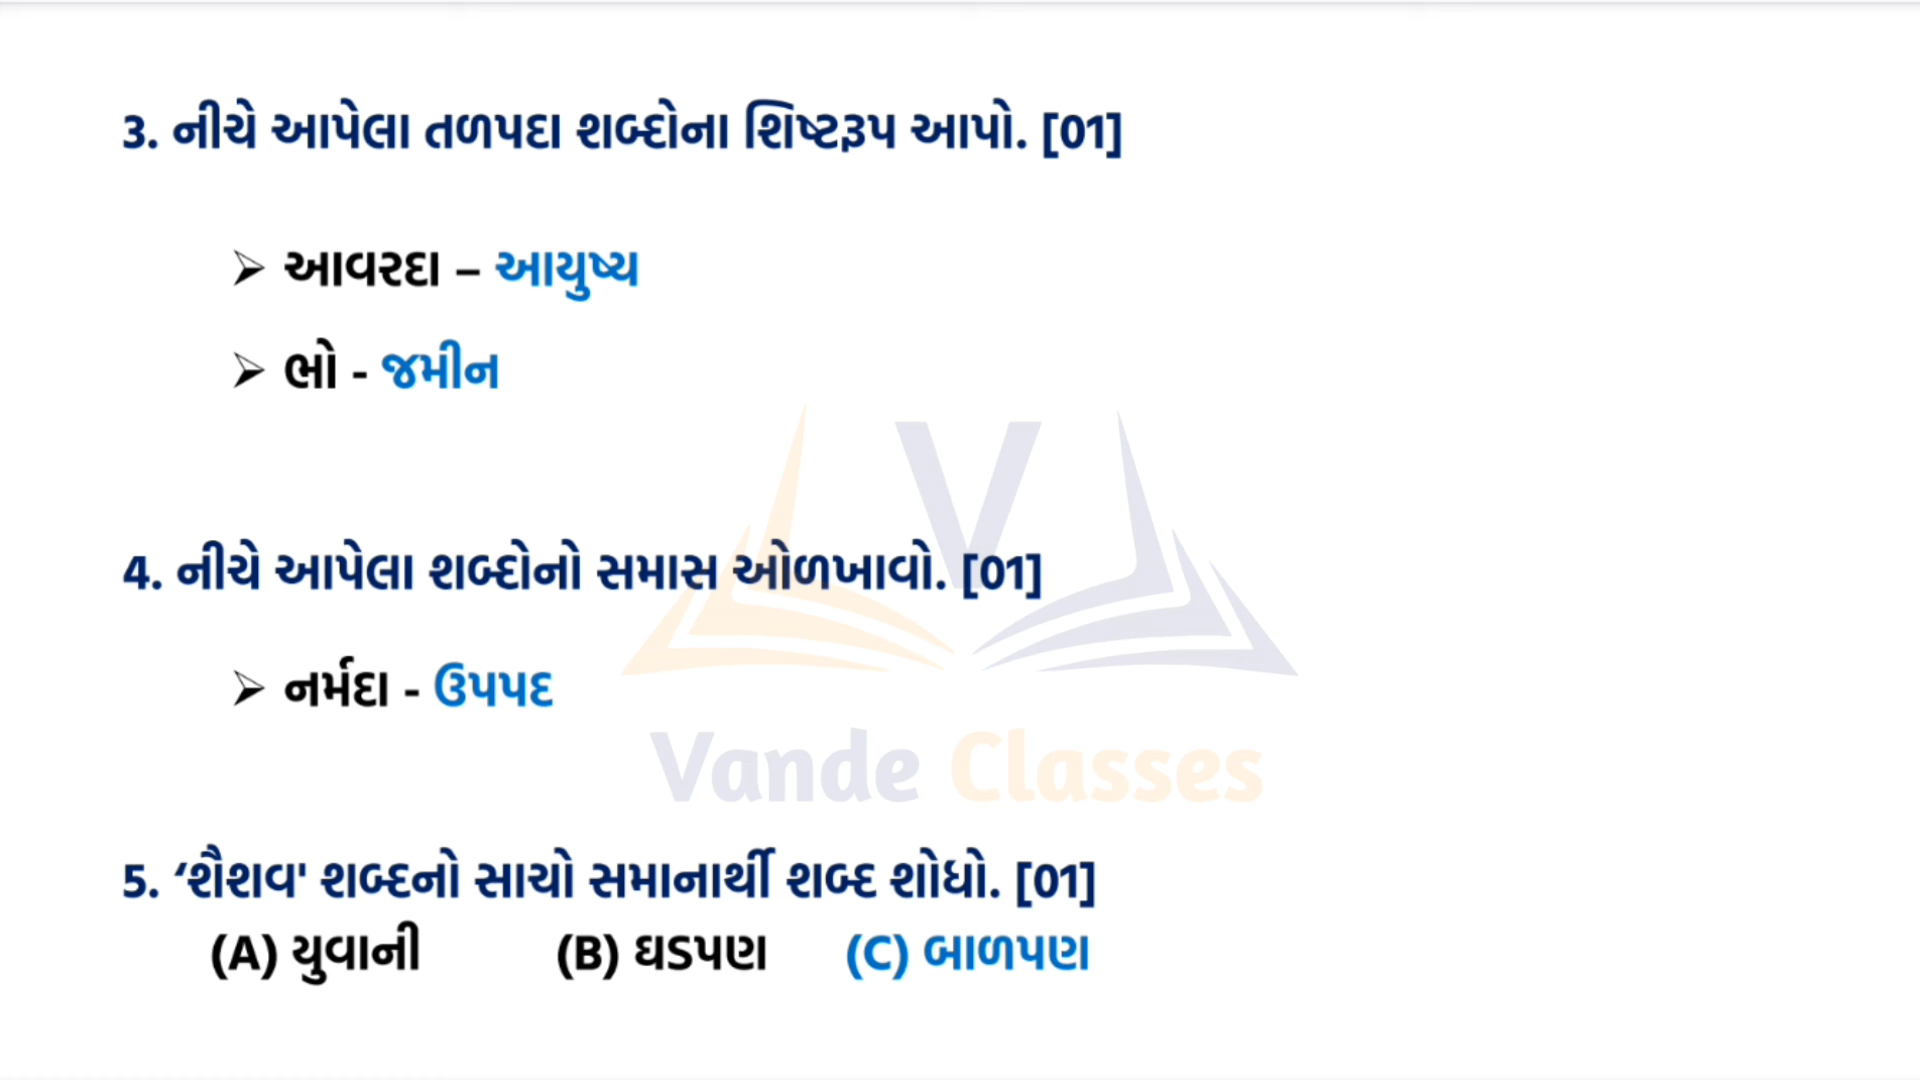 3. નીચે આપેલા તળપદા શબ્દોના શિષ્ટરૂપ આપો. [01]
➢ આવરદા – આયુષ્ય
➢ ભો - જમીન
4. નીચે આપેલા શબ્દોનો સમાસ ઓળખાવો. [01]
➢ નર્મદા - ઉપપદ
V
Vande Classes
5. ‘શૈશવ' શબ્દનો સાચો સમાનાર્થી શબ્દ શોધો. [01]
(A) યુવાની (B) ઘડપણ (C) બાળપણ